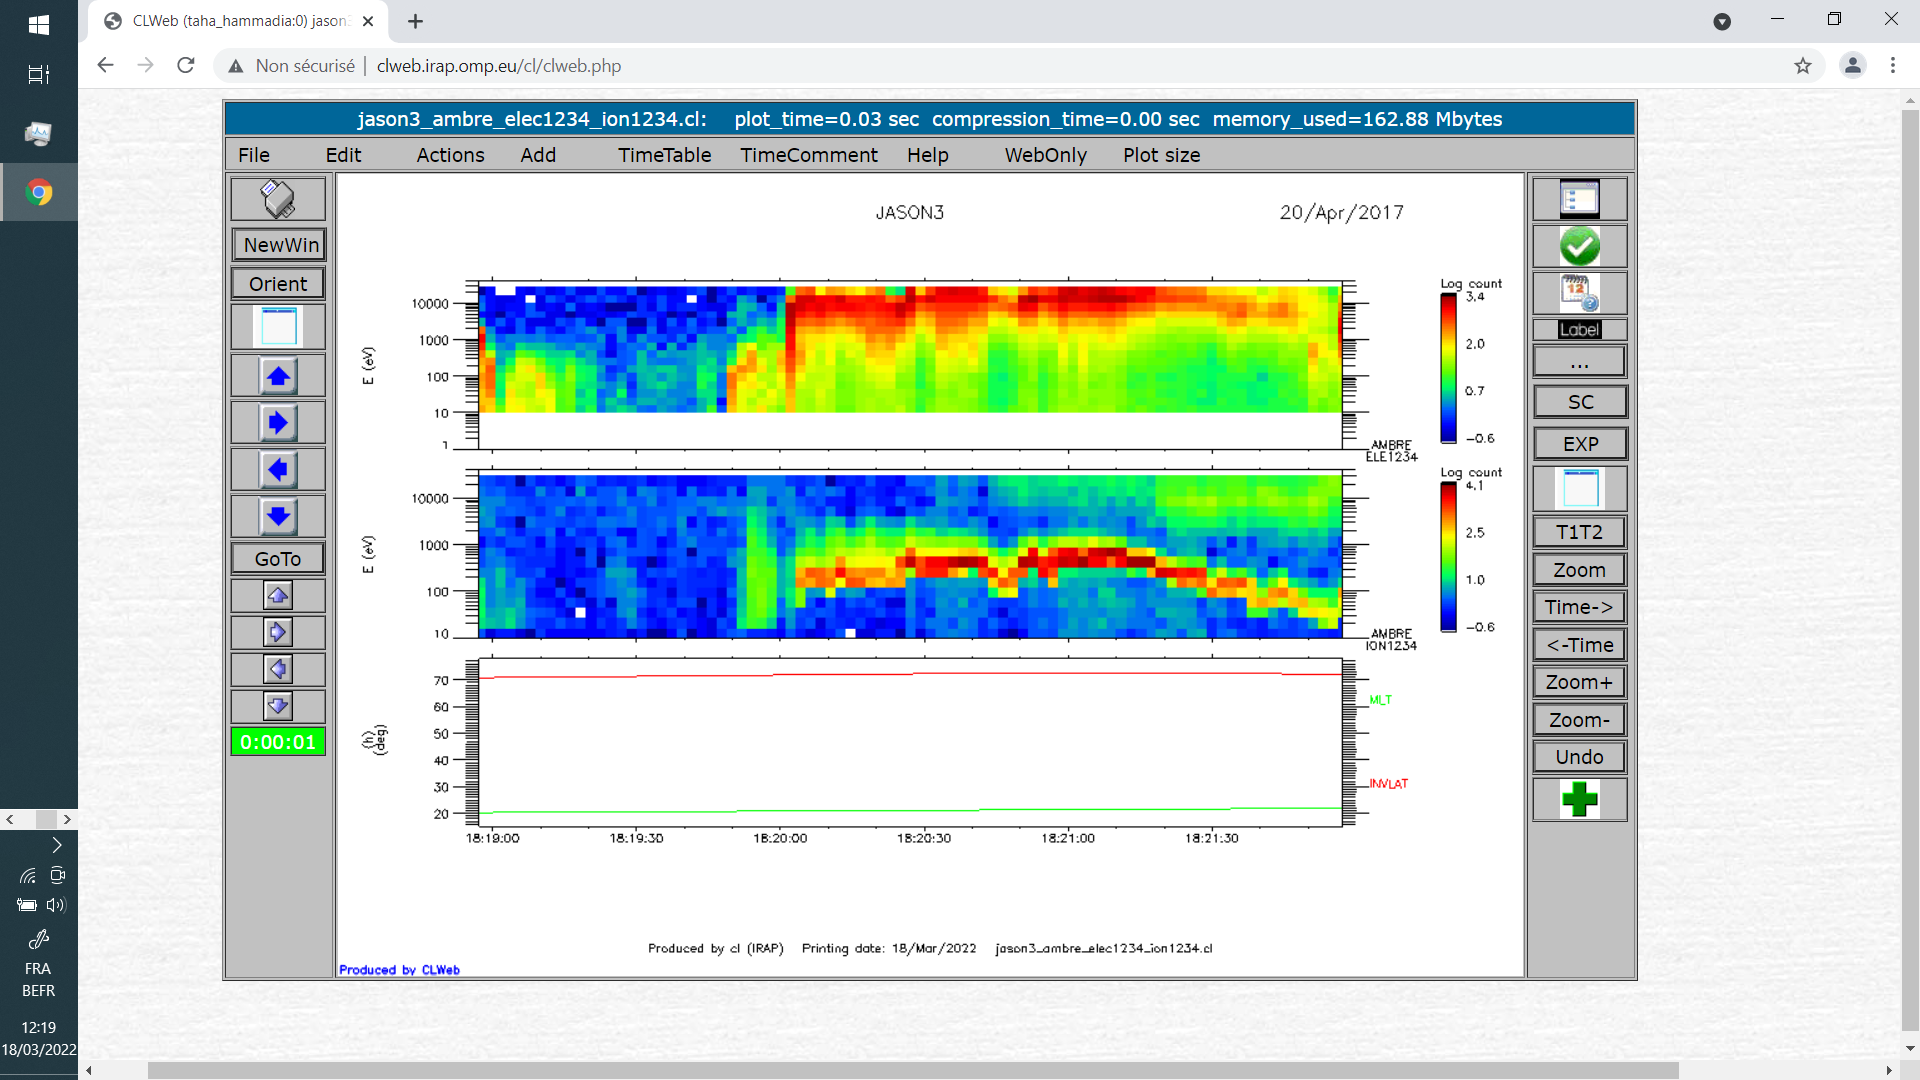 CLWeb (taha_hammadia:0) jason3
Non sécurisé | clweb.irap.omp.eu/cl/clweb.php
jason3_ambre_elec1234_ion1234.cl: plot_time=0.03 sec compression_time=0.00 sec memory_used=162.88 Mbytes
File Edit Actions Add TimeTable TimeComment Help WebOnly Plot size
NewWin
Orient
GoTo
0:00:01
JASON3 20/Apr/2017
Log count
3.4
2.0
0.7
-0.6
10000
1000
100
10
1
E (eV)
AMBRE
ELE1234
Log count
4.1
2.5
1.0
-0.6
10000
1000
100
10
E (eV)
AMBRE
ION1234
70
60
50
40
30
20
(h)
(deg)
MLT
INVLAT
18:19:00 18:19:30 18:20:00 18:20:30 18:21:00 18:21:30
Produced by cl (IRAP) Printing date: 18/Mar/2022 jason3_ambre_elec1234_ion1234.cl
Produced by CLWeb
12
Label
...
SC
EXP
T1T2
Zoom
Time->
<-Time
Zoom+
Zoom-
Undo
FRA
BEFR
12:19
18/03/2022